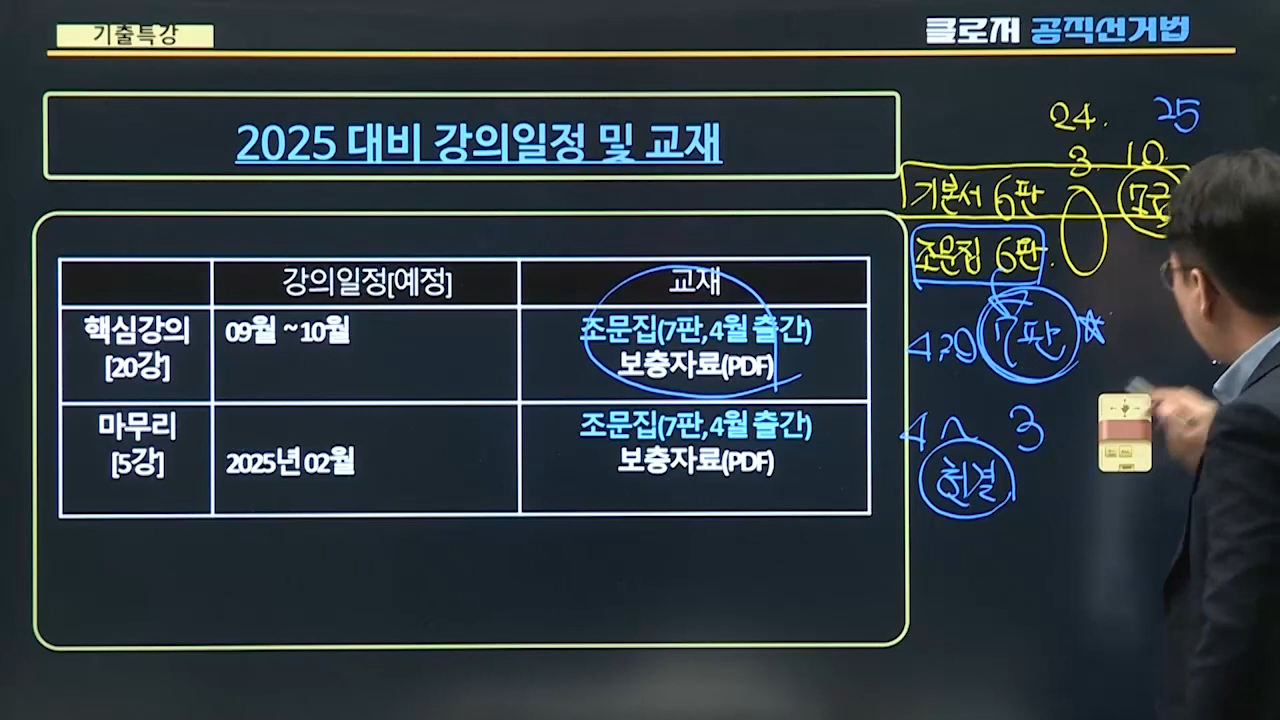 기출특강
클로저 공직선거법
2025 대비 강의일정 및 교재
24. 25
3 10
기본서 6판
조문집 6판
7판
4 3
헌결
강의일정[예정] 교재
핵심강의 [20강] 09월 ~ 10월 조문집(7판, 4월 출간) 보충자료(PDF)
마무리 [5강] 2025년 02월 조문집(7판, 4월 출간) 보충자료(PDF)